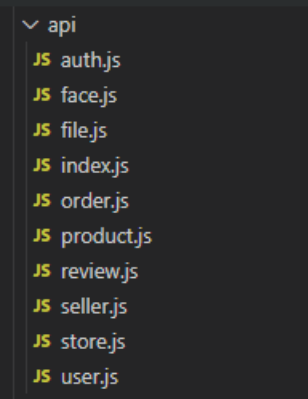 api
JS auth.js
JS face.js
JS file.js
JS index.js
JS order.js
JS product.js
JS review.js
JS seller.js
JS store.js
JS user.js